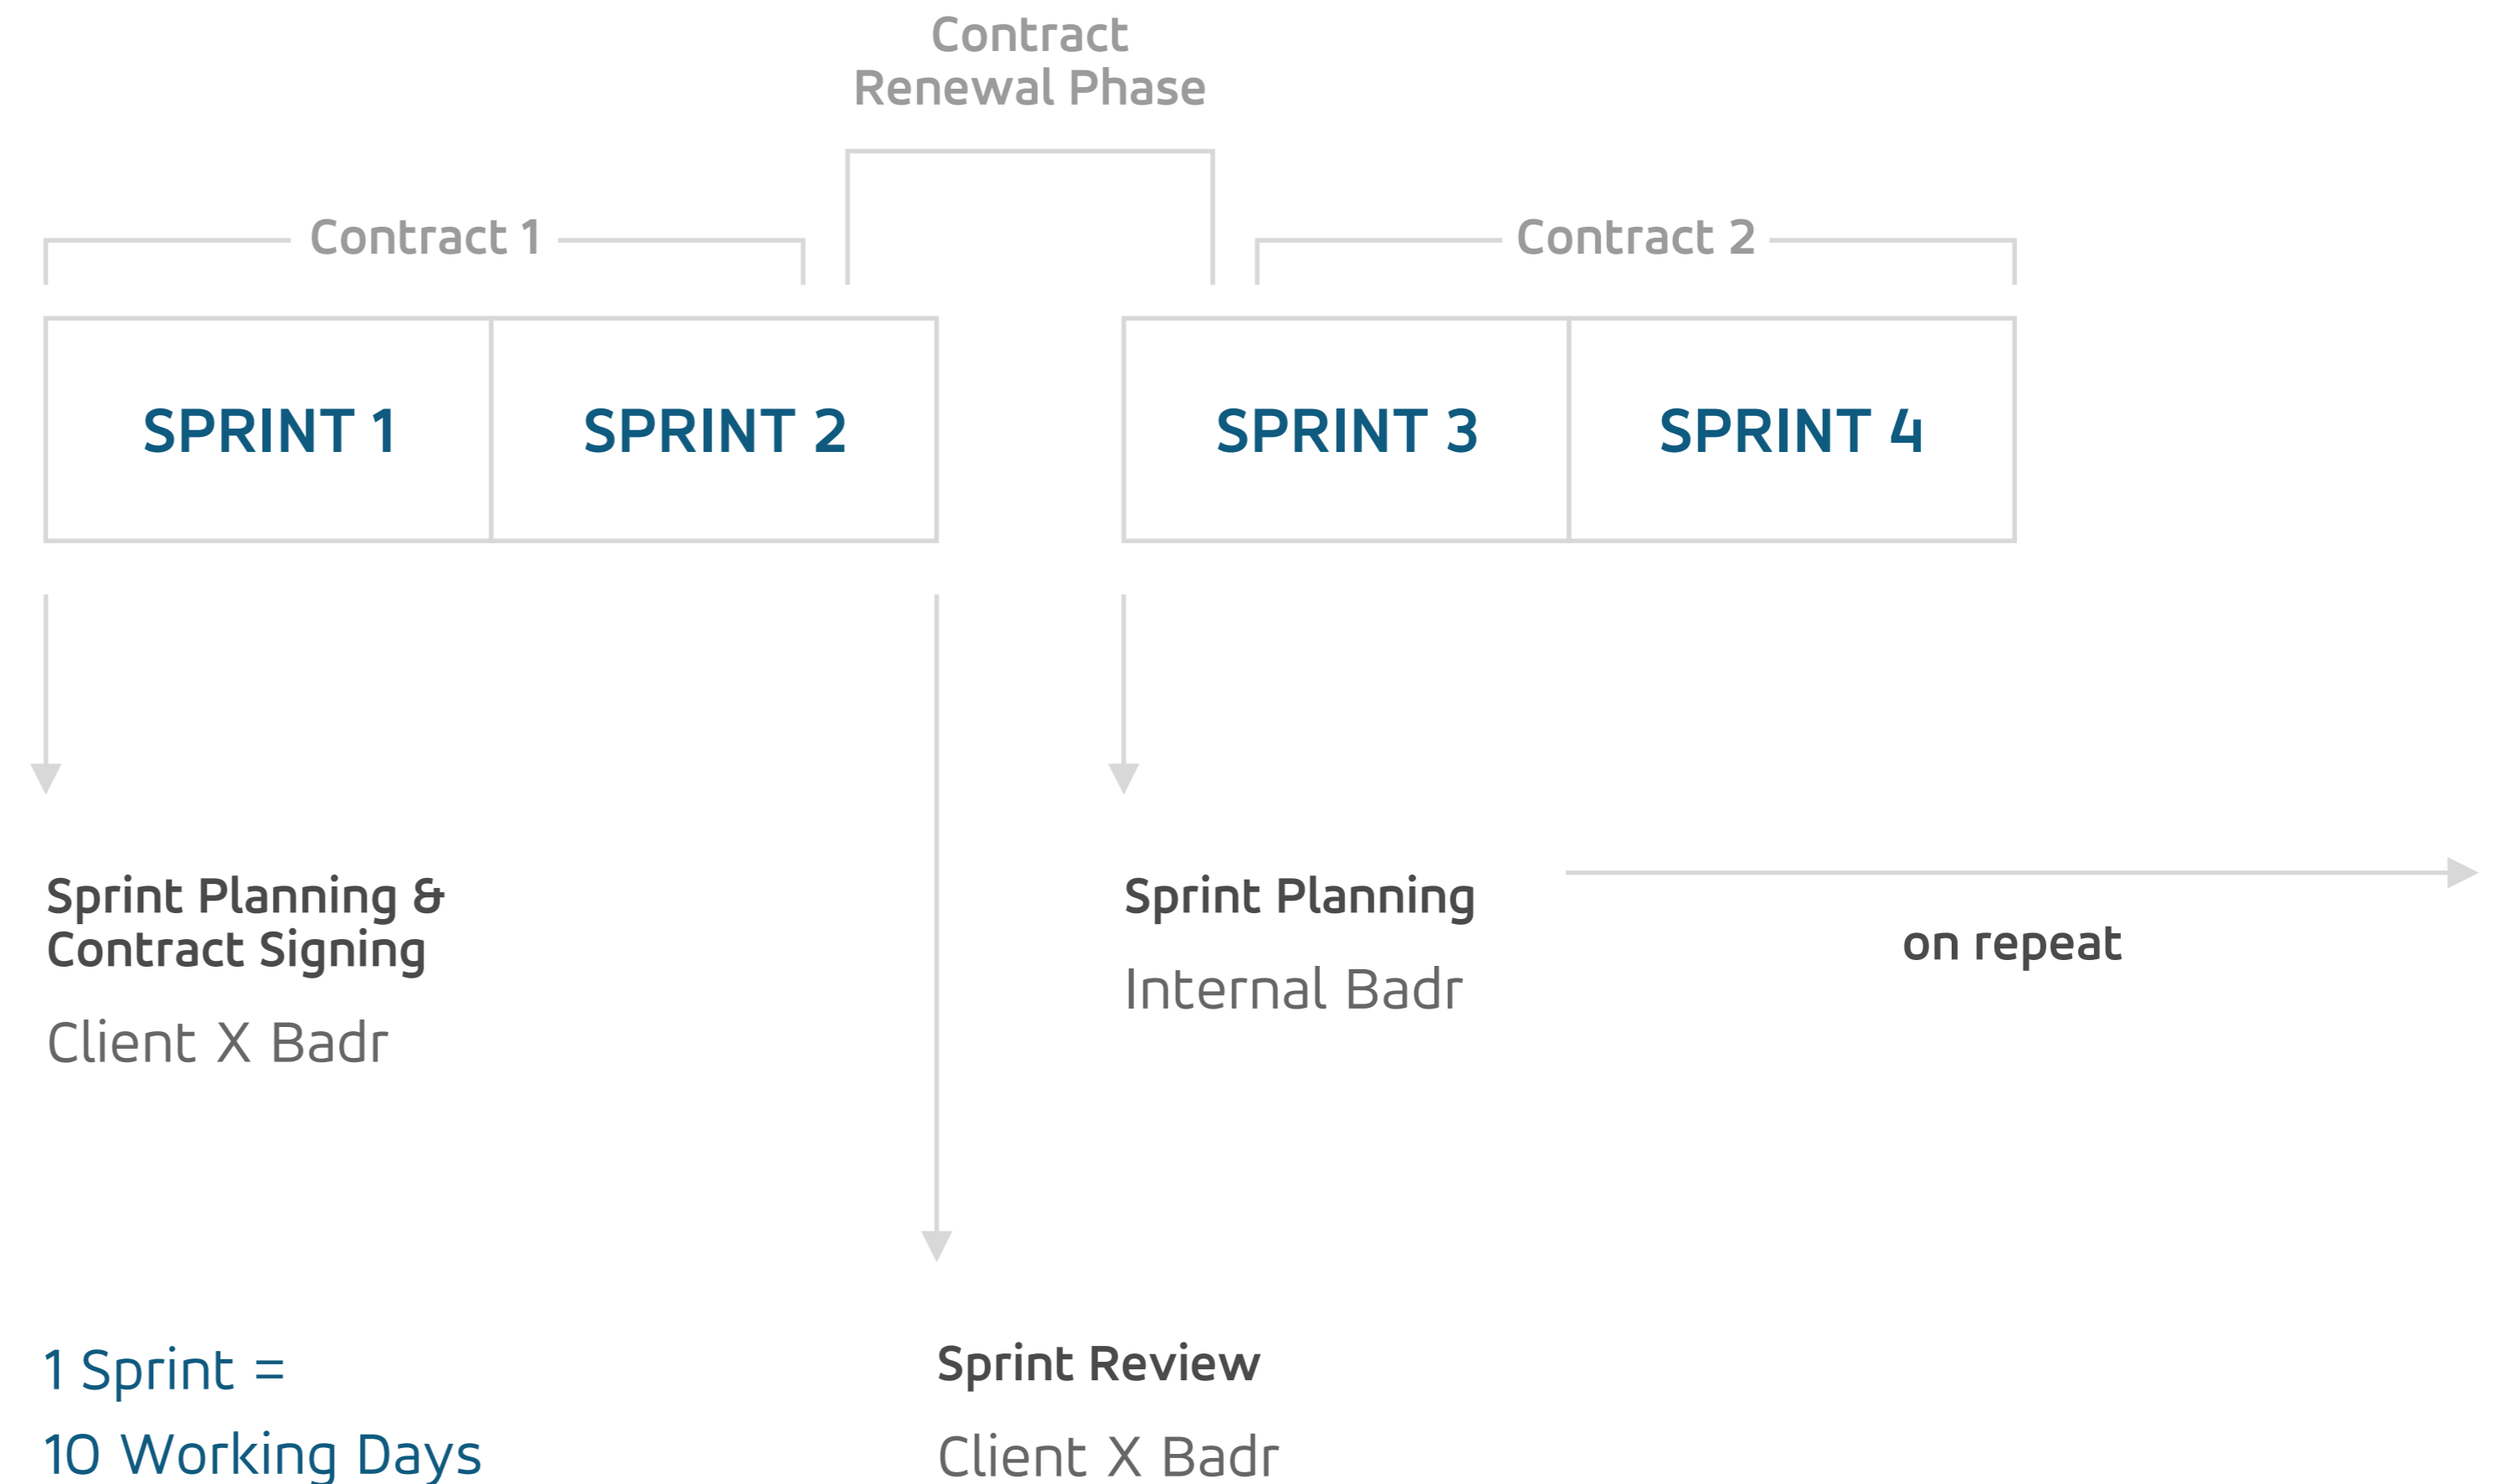 Contract
Renewal Phase
Contract 1
Contract 2
SPRINT 1
SPRINT 2
SPRINT 3
SPRINT 4
Sprint Planning &
Contract Signing
Client X Badr
Sprint Planning
Internal Badr
on repeat
1 Sprint =
10 Working Days
Sprint Review
Client X Badr